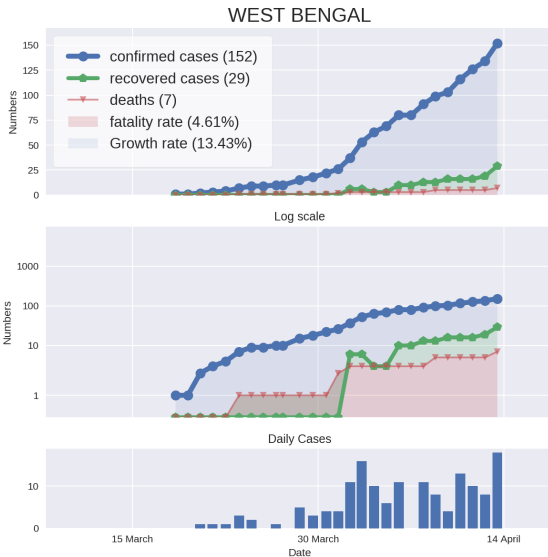 WEST BENGAL
150
125
100
75
50
25
0
Numbers
confirmed cases (152)
recovered cases (29)
deaths (7)
fatality rate (4.61%)
Growth rate (13.43%)
Log scale
1000
100
10
1
Numbers
Daily Cases
10
0
15 March
30 March
14 April
Date